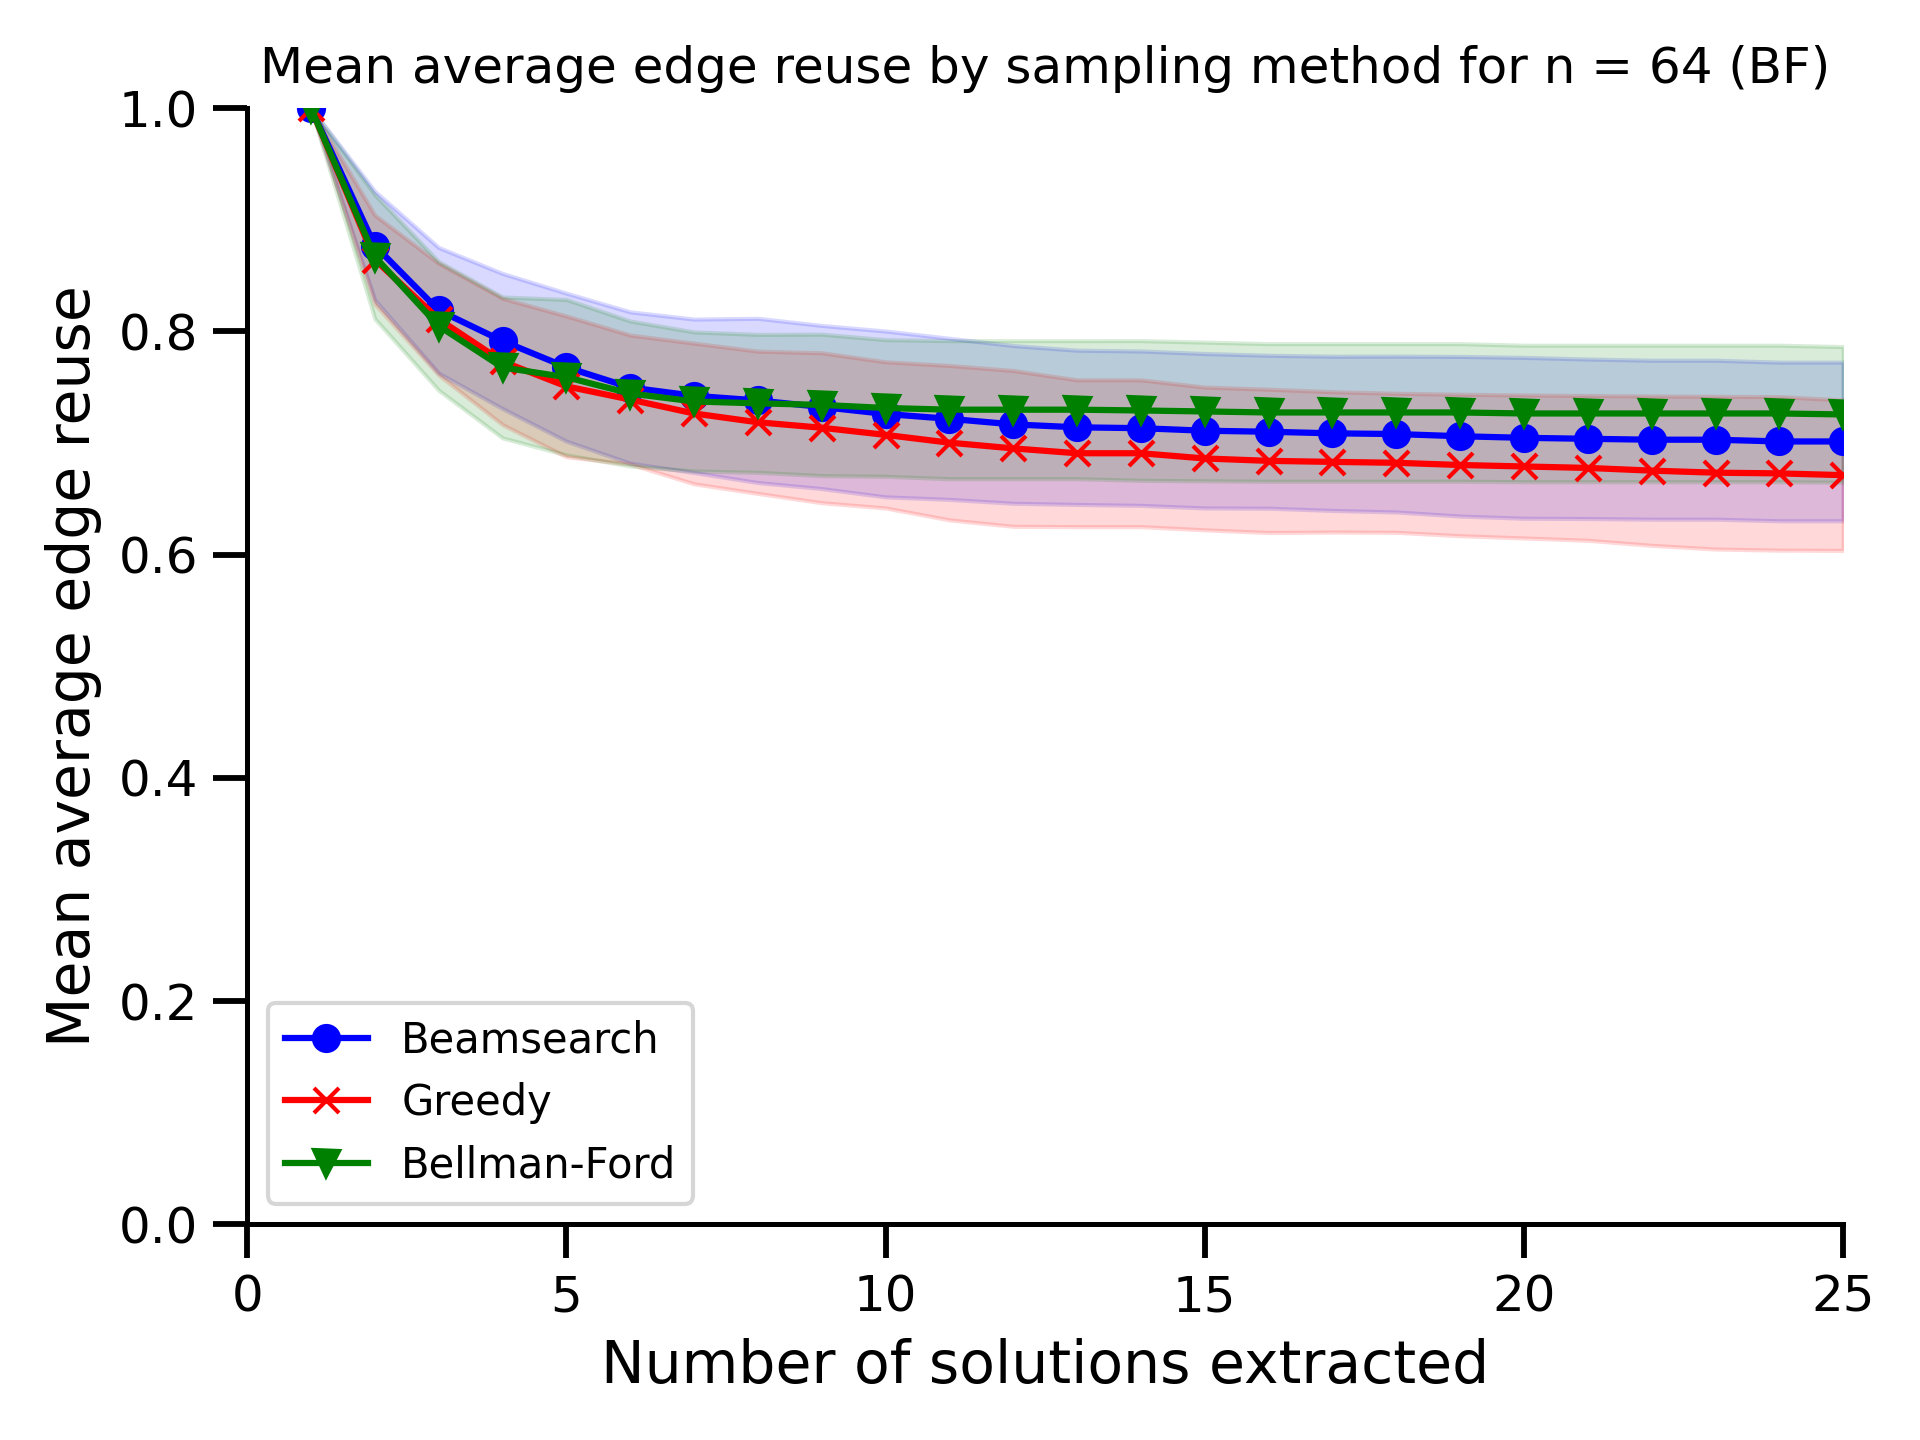 Mean average edge reuse by sampling method for n = 64 (BF)
Mean average edge reuse
1.0
0.8
0.6
0.4
0.2
0.0
Beamsearch
Greedy
Bellman-Ford
0 5 10 15 20 25
Number of solutions extracted